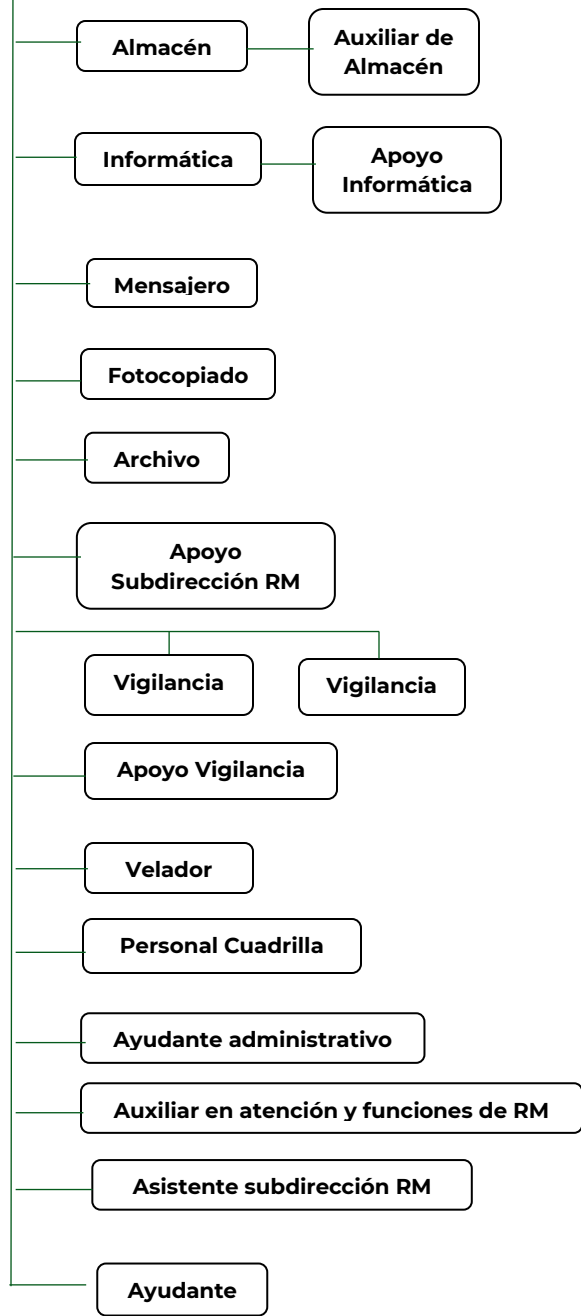 Almacén
Auxiliar de
Almacén
Informática
Apoyo
Informática
Mensajero
Fotocopiado
Archivo
Apoyo
Subdirección RM
Vigilancia
Vigilancia
Apoyo Vigilancia
Velador
Personal Cuadrilla
Ayudante administrativo
Auxiliar en atención y funciones de RM
Asistente subdirección RM
Ayudante